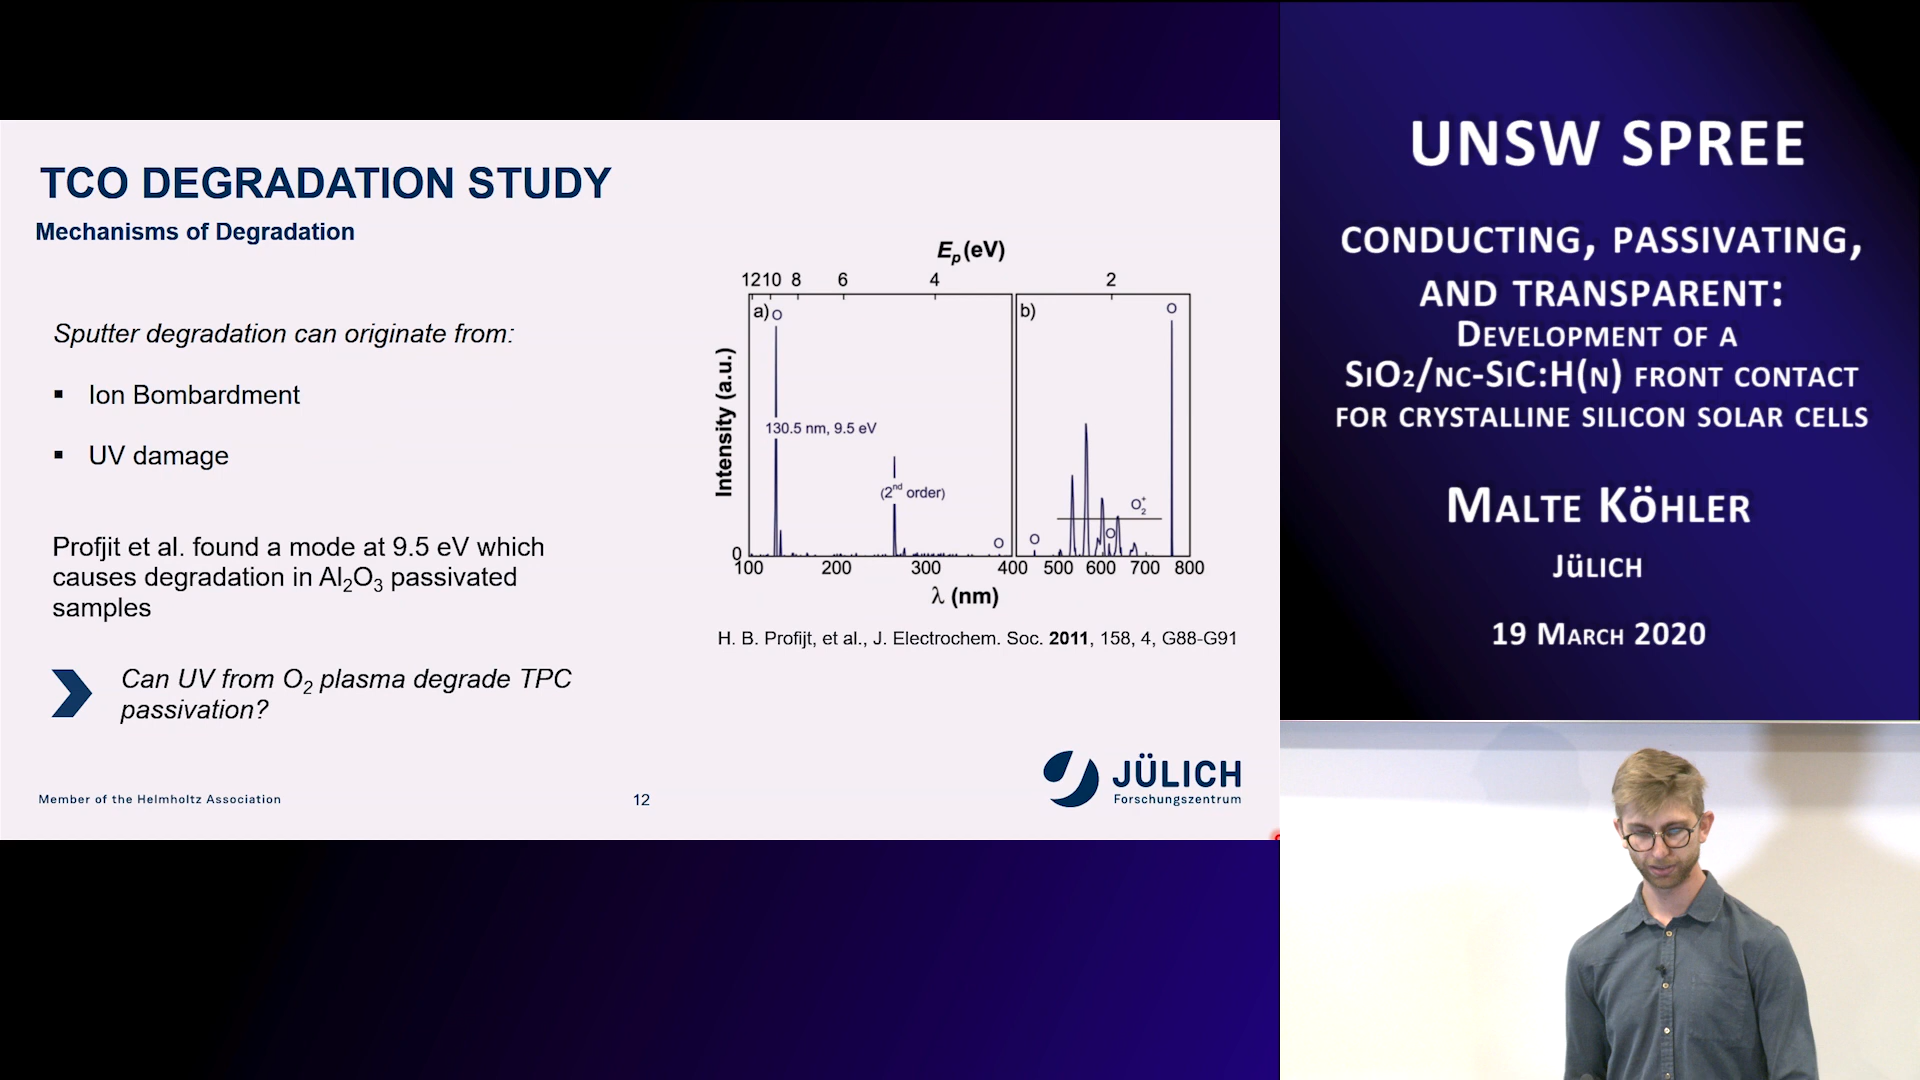 TCO DEGRADATION STUDY
Mechanisms of Degradation
Sputter degradation can originate from:
▪ Ion Bombardment
▪ UV damage
Profjit et al. found a mode at 9.5 eV which
causes degradation in Al₂O₃ passivated
samples
Can UV from O₂ plasma degrade TPC
passivation?
Eₚ (eV)
12 10 8 6 4 2
a) O
b) O
Intensity (a.u.)
130.5 nm, 9.5 eV
(2nd order)
O
O
O
O₂⁺
0
100 200 300 400 500 600 700 800
λ (nm)
H. B. Profijt, et al., J. Electrochem. Soc. 2011, 158, 4, G88-G91
Member of the Helmholtz Association
12
JÜLICH
Forschungszentrum
UNSW SPREE
CONDUCTING, PASSIVATING,
AND TRANSPARENT:
DEVELOPMENT OF A
SIO2/NC-SIC:H(N) FRONT CONTACT
FOR CRYSTALLINE SILICON SOLAR CELLS
MALTE KÖHLER
JÜLICH
19 MARCH 2020